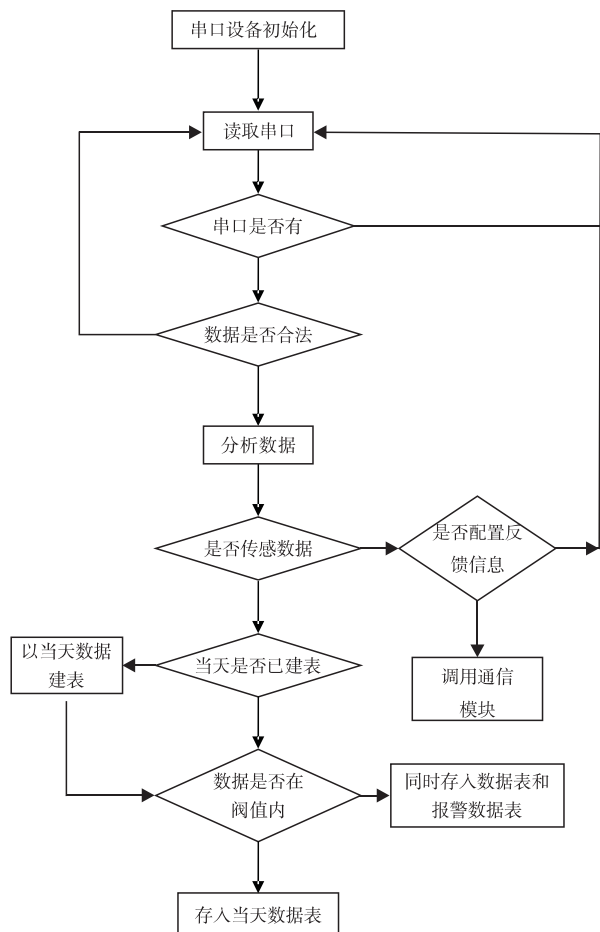 串口设备初始化
读取串口
串口是否有
数据是否合法
分析数据
是否传感数据
是否配置反
馈信息
以当天数据
建表
当天是否已建表
调用通信
模块
数据是否在
阀值内
同时存入数据表和
报警数据表
存入当天数据表